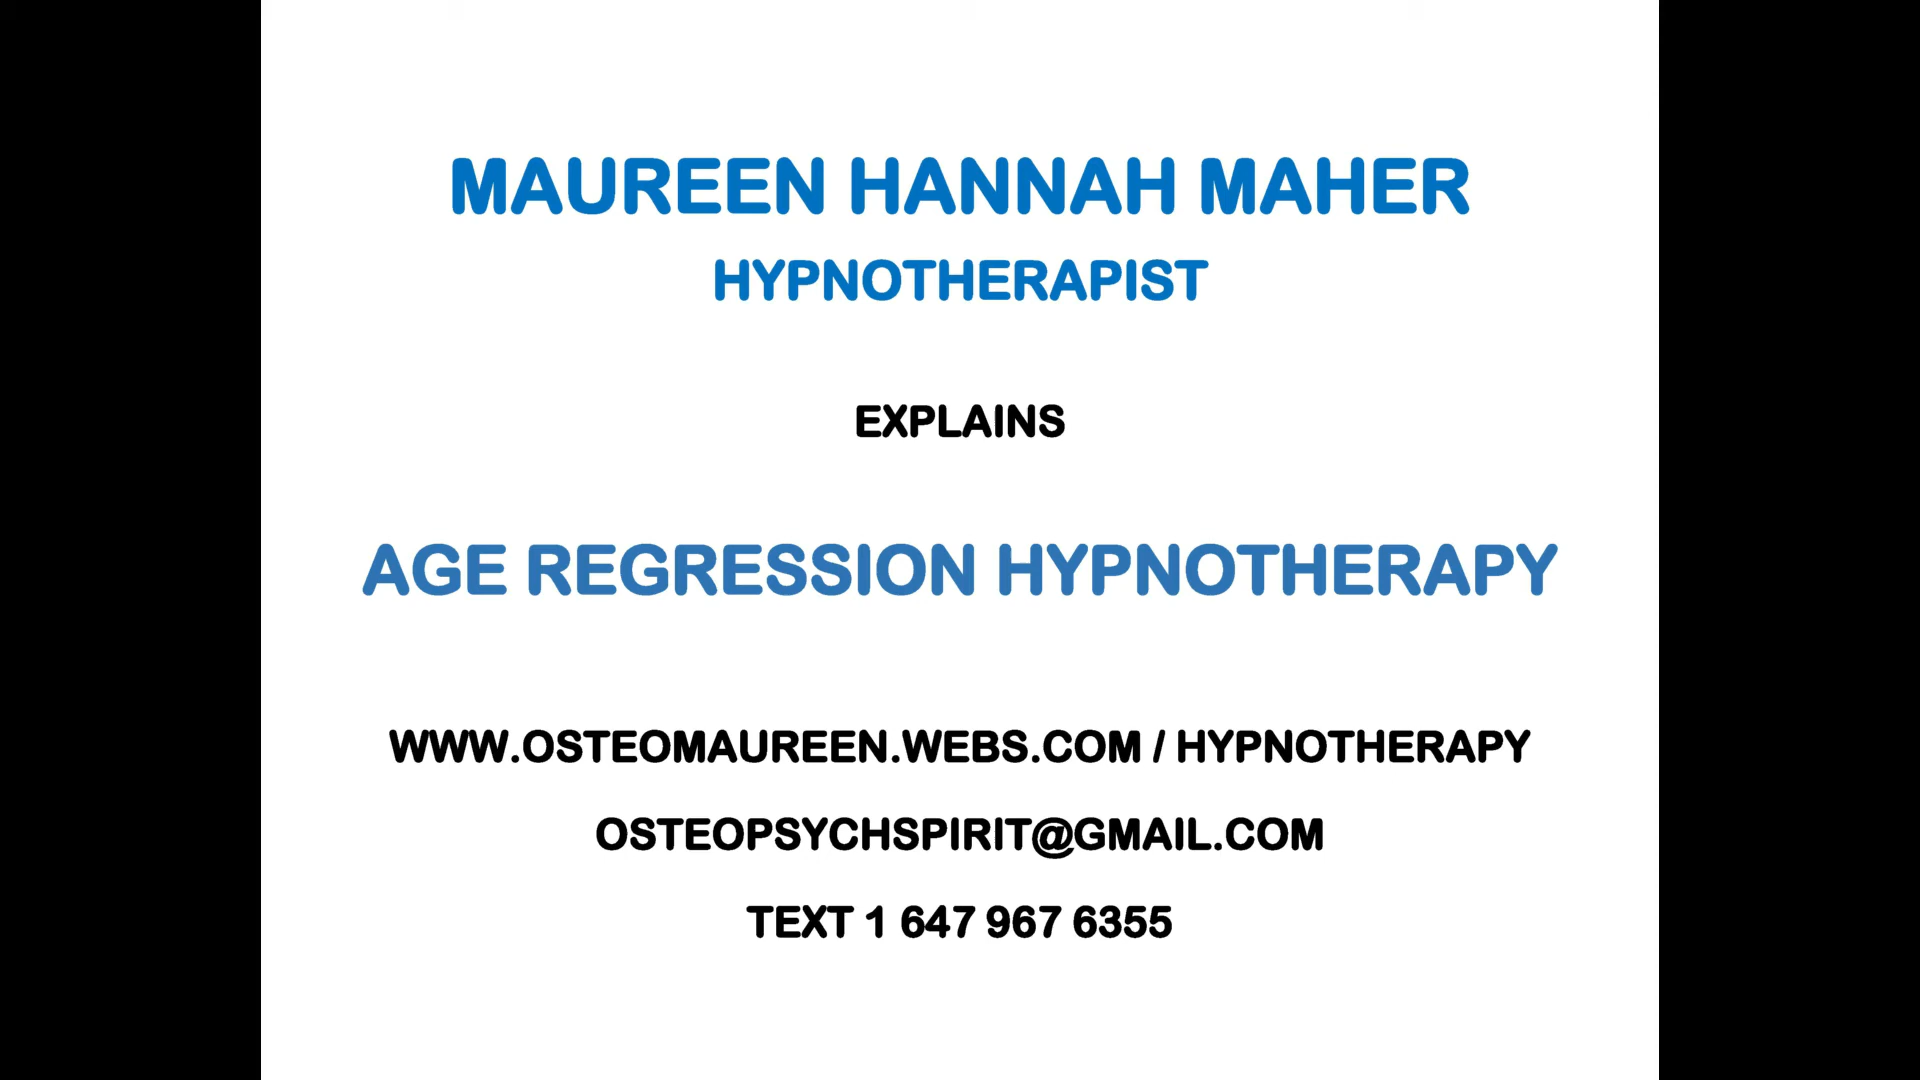 MAUREEN HANNAH MAHER
HYPNOTHERAPIST
EXPLAINS
AGE REGRESSION HYPNOTHERAPY
WWW.OSTEOMAUREEN.WEBS.COM / HYPNOTHERAPY
OSTEOPSYCHSPIRIT@GMAIL.COM
TEXT 1 647 967 6355